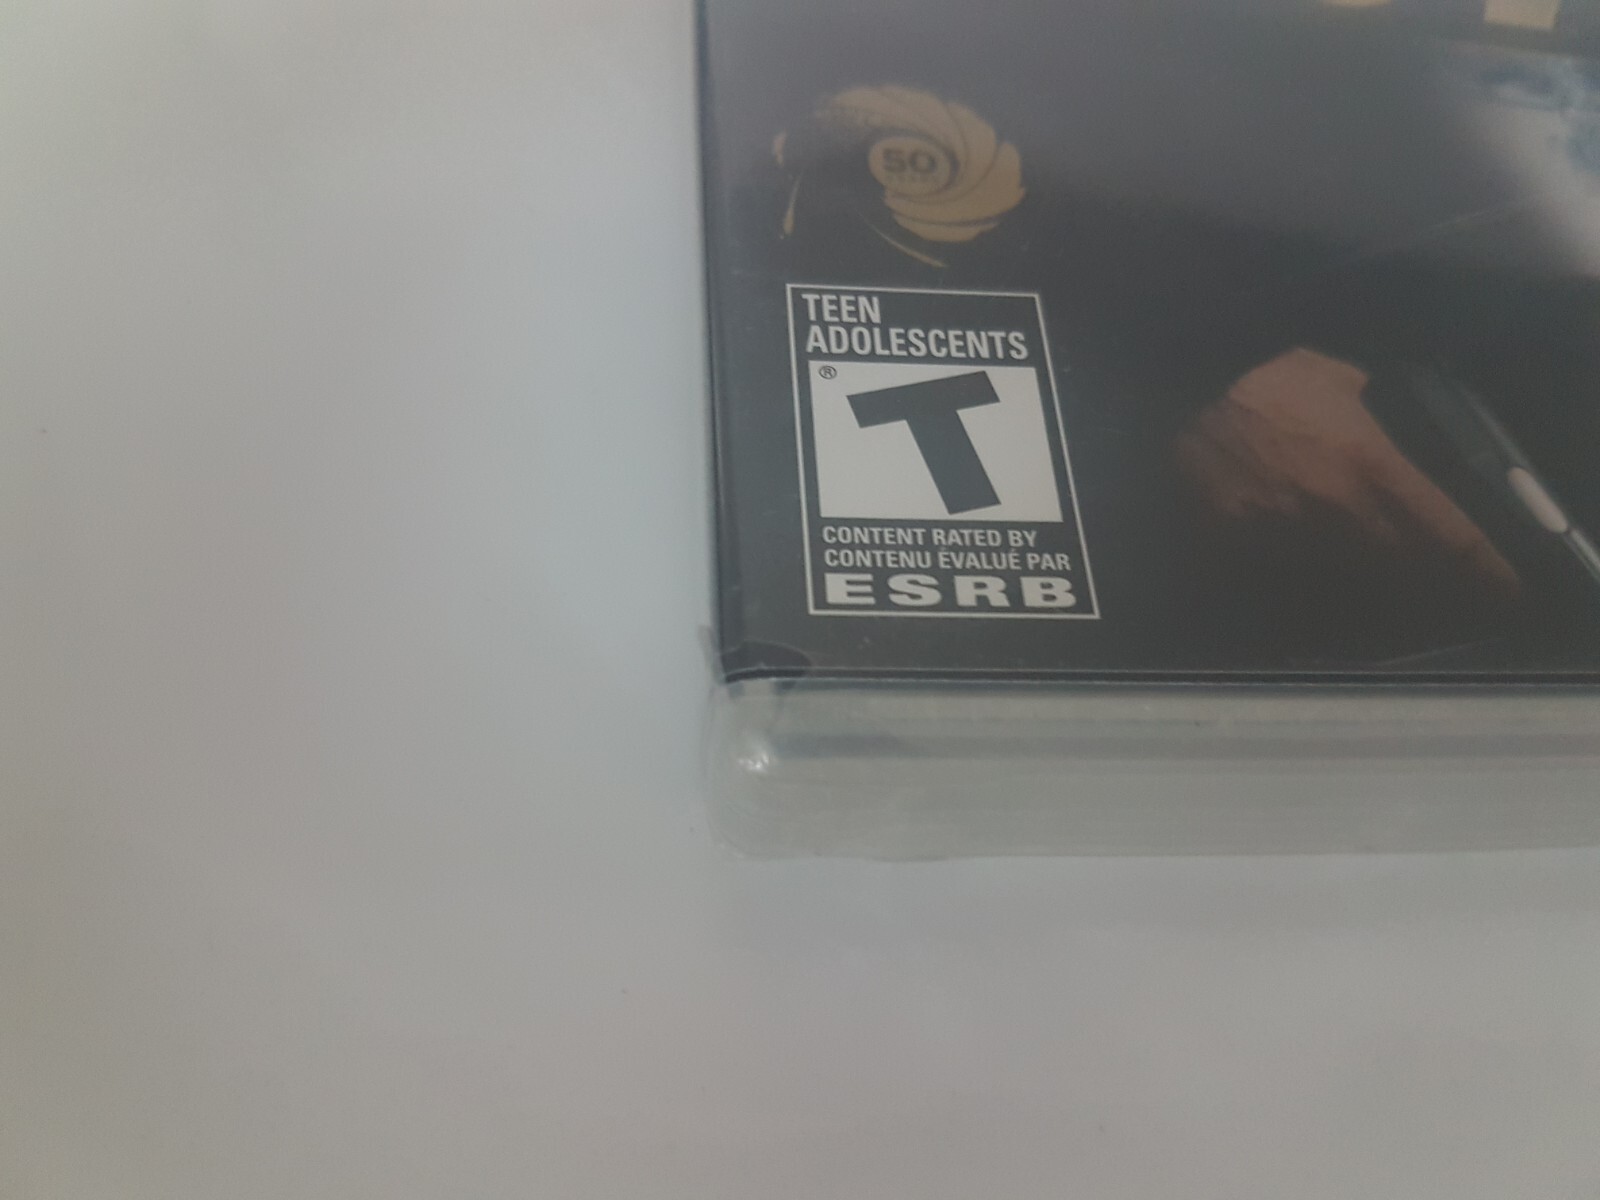 50
TEEN
ADOLESCENTS
®
T
CONTENT RATED BY
CONTENU ÉVALUÉ PAR
ESRB